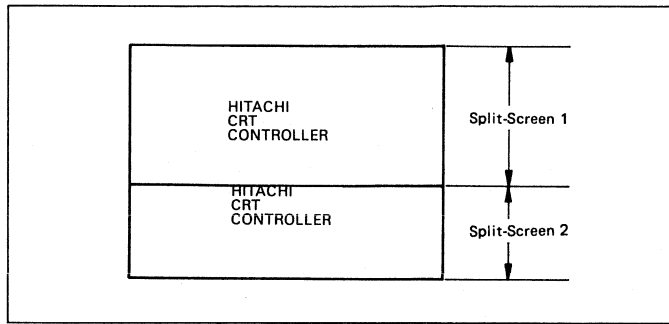 HITACHI
CRT
CONTROLLER
Split-Screen 1
HITACHI
CRT
CONTROLLER
Split-Screen 2